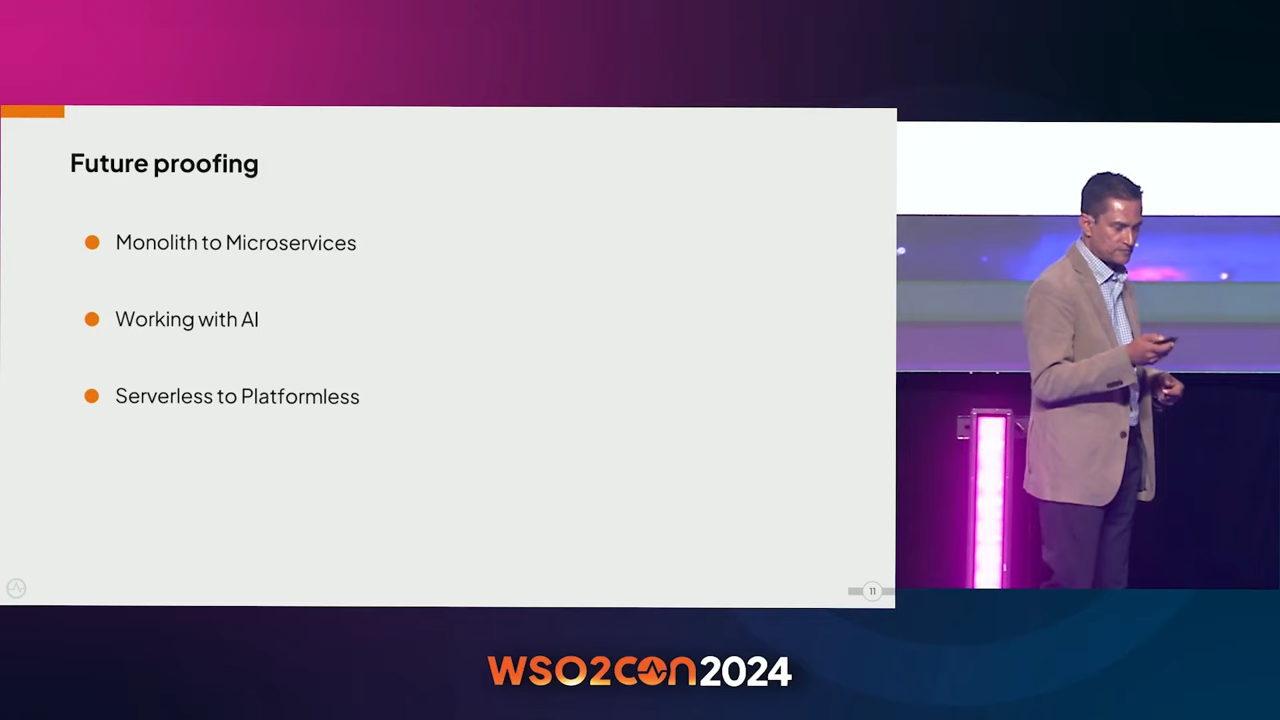 Future proofing
Monolith to Microservices
Working with AI
Serverless to Platformless
11
WSO2CON2024